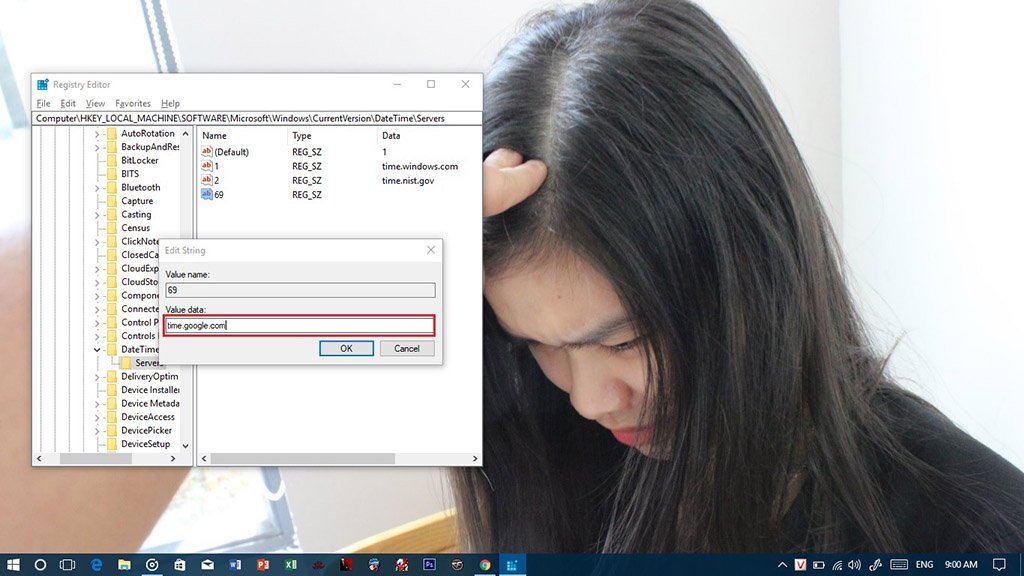 Registry Editor
File Edit View Favorites Help
Computer\HKEY_LOCAL_MACHINE\SOFTWARE\Microsoft\Windows\CurrentVersion\DateTime\Servers
AutoRotation
BackupAndRes
BitLocker
BITS
Bluetooth
Capture
Casting
Census
ClickNote
ClosedCa
CloudExp
CloudSto
Compone
Connecte
Control P
Controls
DateTime
Servers
DeliveryOptim
Device Installer
Device Metada
DeviceAccess
DevicePicker
DeviceSetup
Name Type Data
(Default) REG_SZ 1
1 REG_SZ time.windows.com
2 REG_SZ time.nist.gov
69 REG_SZ
Edit String
Value name:
69
Value data:
time.google.com
OK Cancel
ENG 9:00 AM